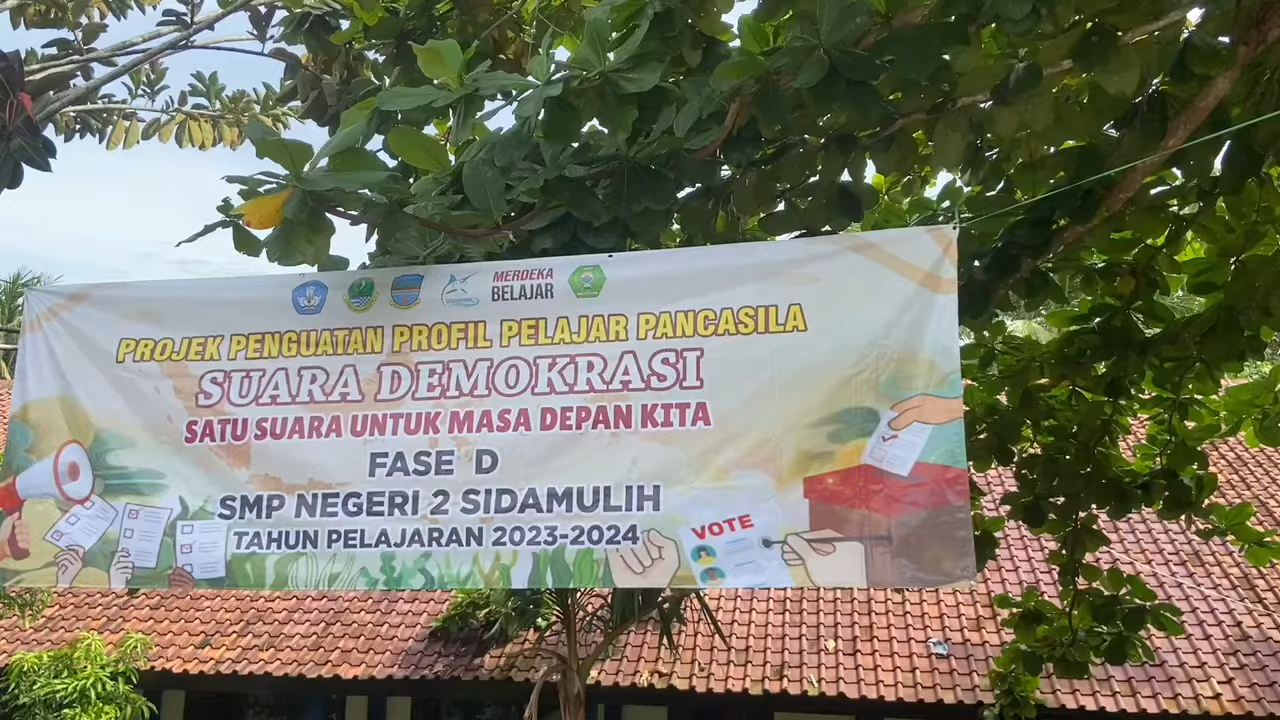 MERDEKA
BELAJAR
PROJEK PENGUATAN PROFIL PELAJAR PANCASILA
SUARA DEMOKRASI
SATU SUARA UNTUK MASA DEPAN KITA
FASE D
SMP NEGERI 2 SIDAMULIH
TAHUN PELAJARAN 2023-2024
VOTE